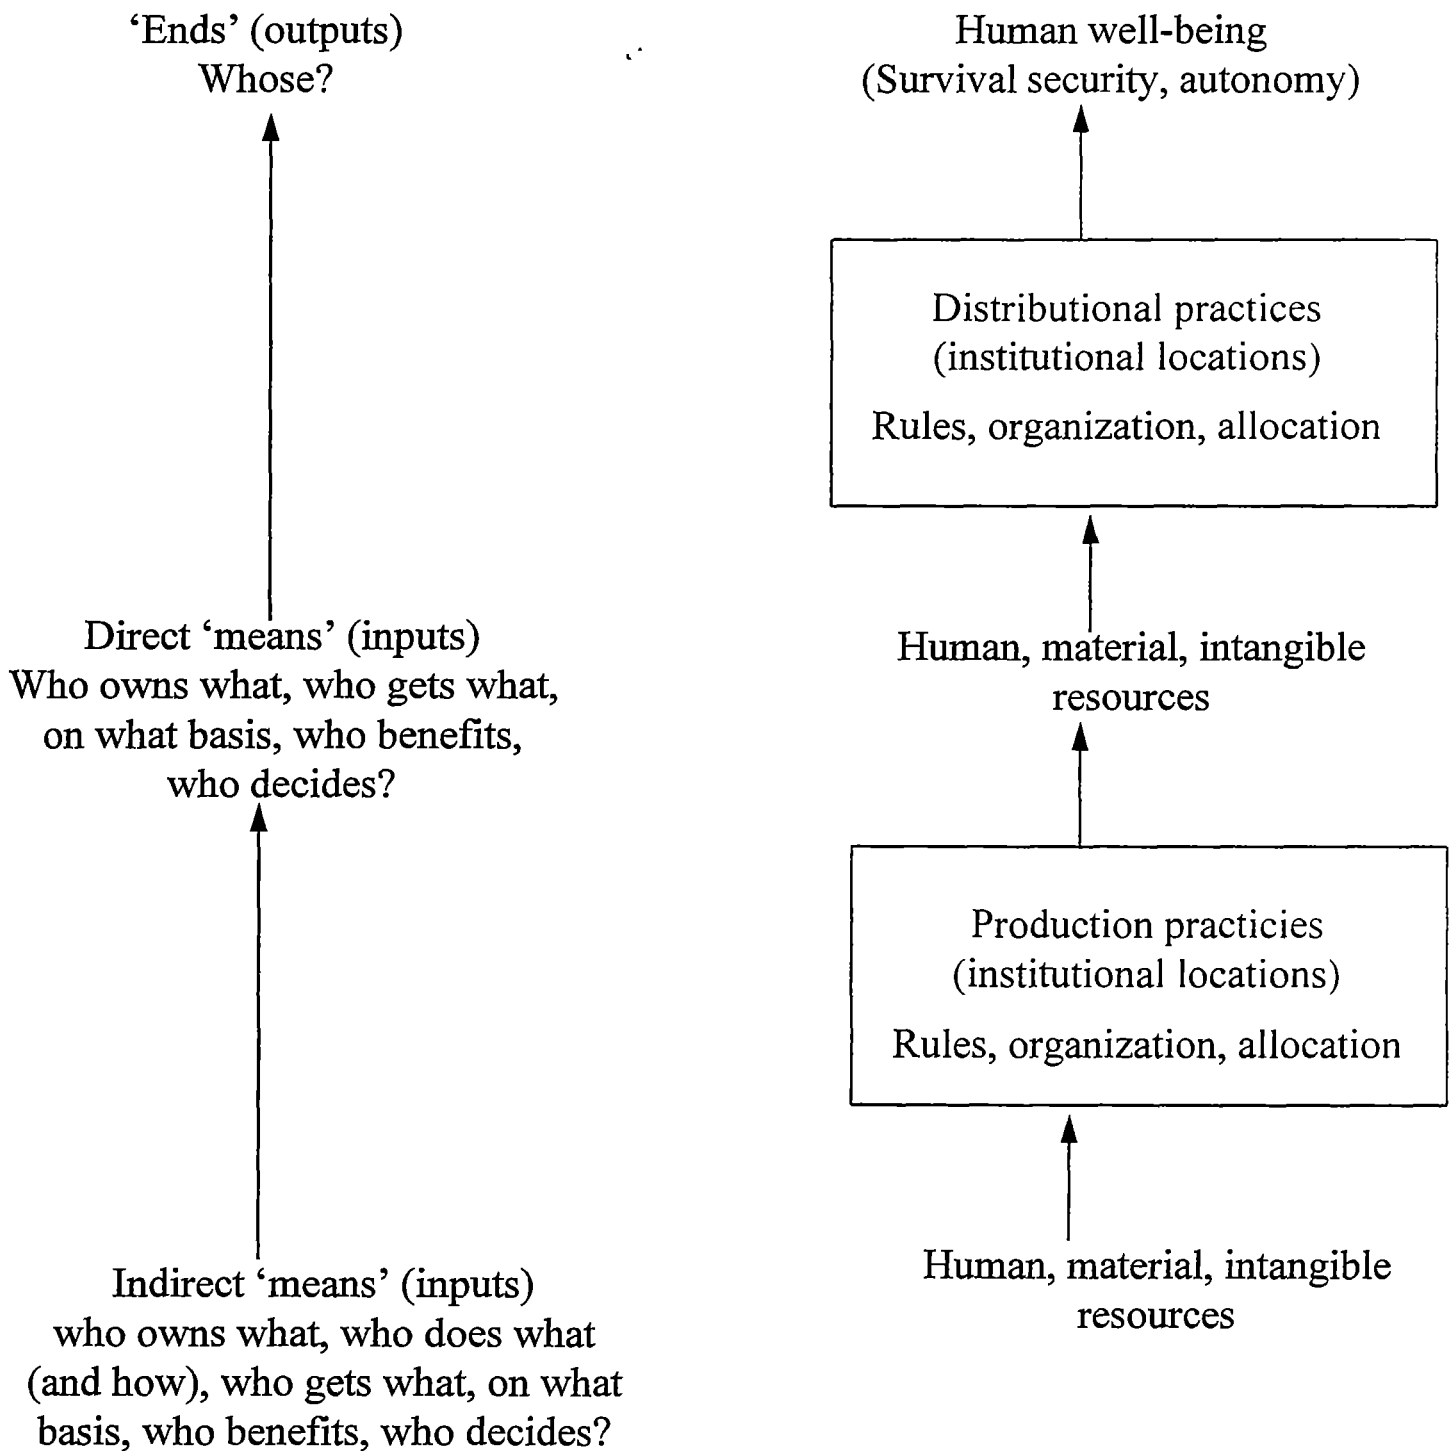 ‘Ends’ (outputs)
Whose?
Human well-being
(Survival security, autonomy)
Distributional practices
(institutional locations)
Rules, organization, allocation
Direct ‘means’ (inputs)
Who owns what, who gets what,
on what basis, who benefits,
who decides?
Human, material, intangible
resources
Production practicies
(institutional locations)
Rules, organization, allocation
Indirect ‘means’ (inputs)
who owns what, who does what
(and how), who gets what, on what
basis, who benefits, who decides?
Human, material, intangible
resources